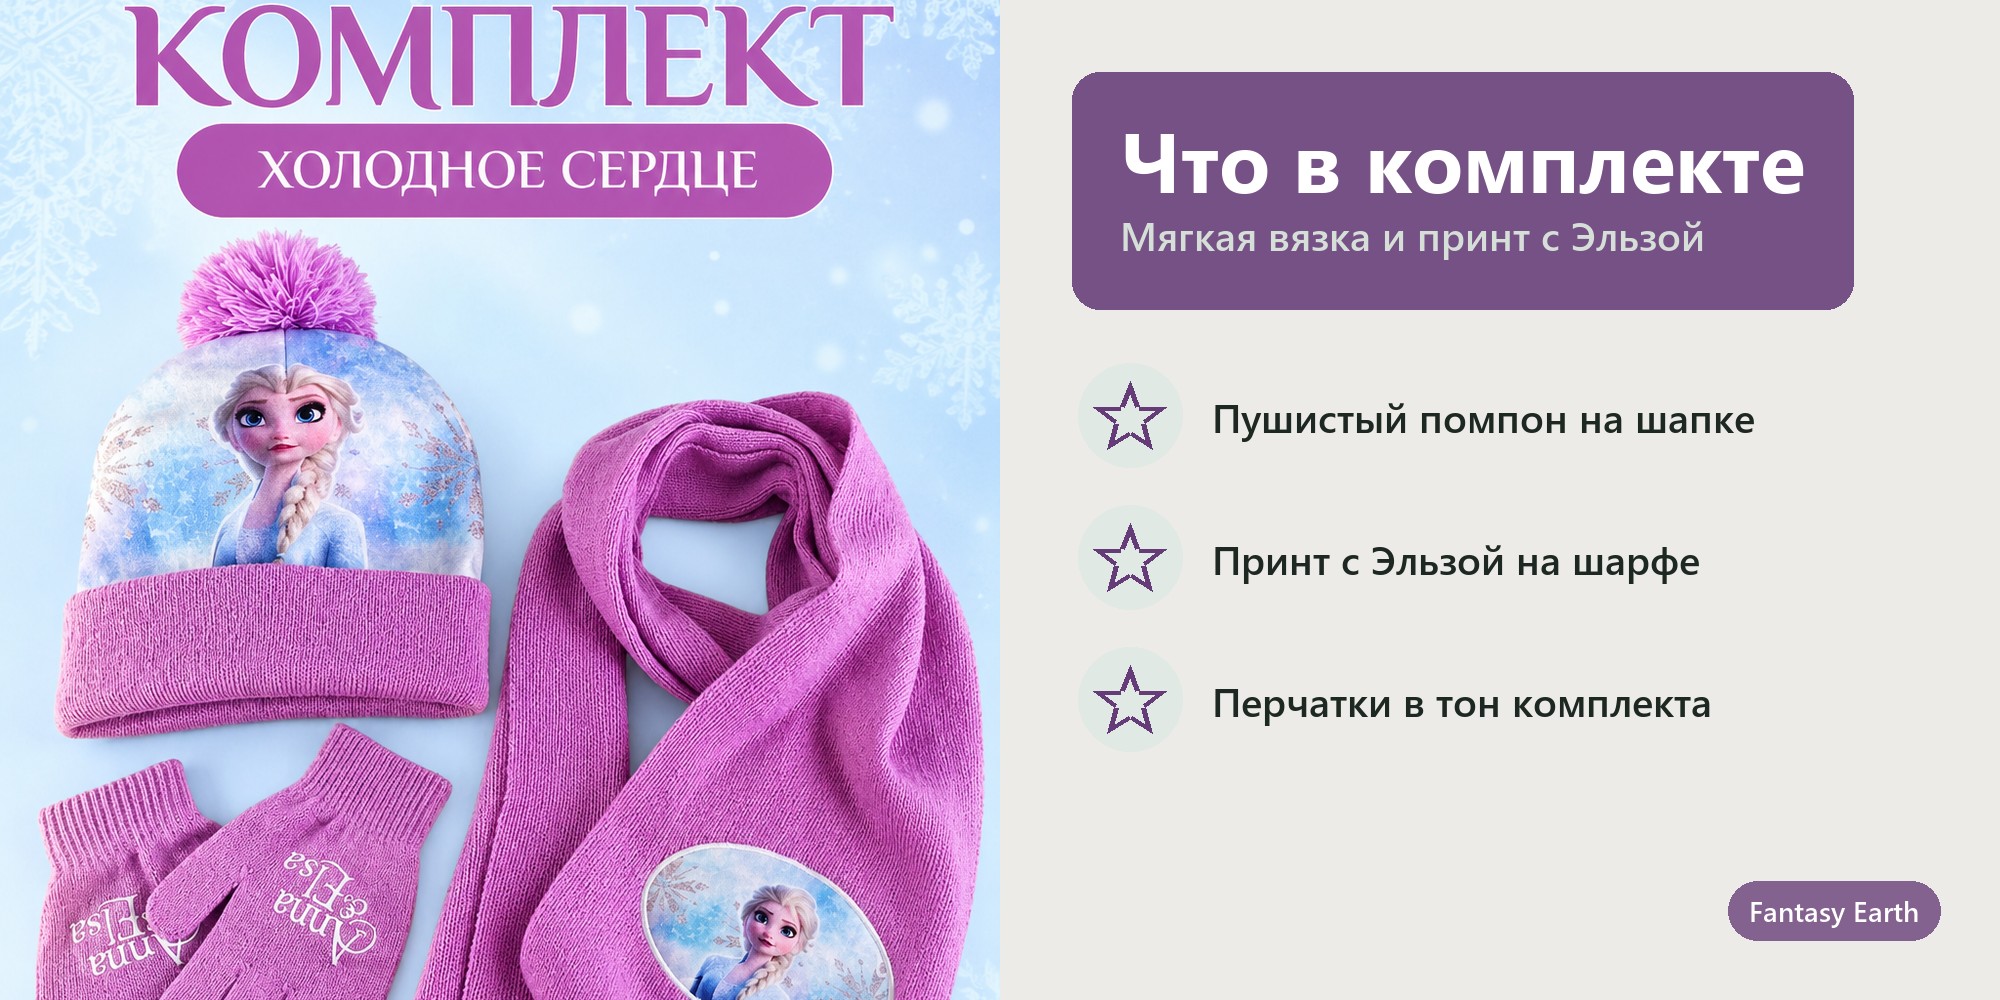 КОМПЛЕКТ
ХОЛОДНОЕ СЕРДЦЕ
Anna
& Elsa
Anna
& Elsa
Что в комплекте
Мягкая вязка и принт с Эльзой
Пушистый помпон на шапке
Принт с Эльзой на шарфе
Перчатки в тон комплекта
Fantasy Earth